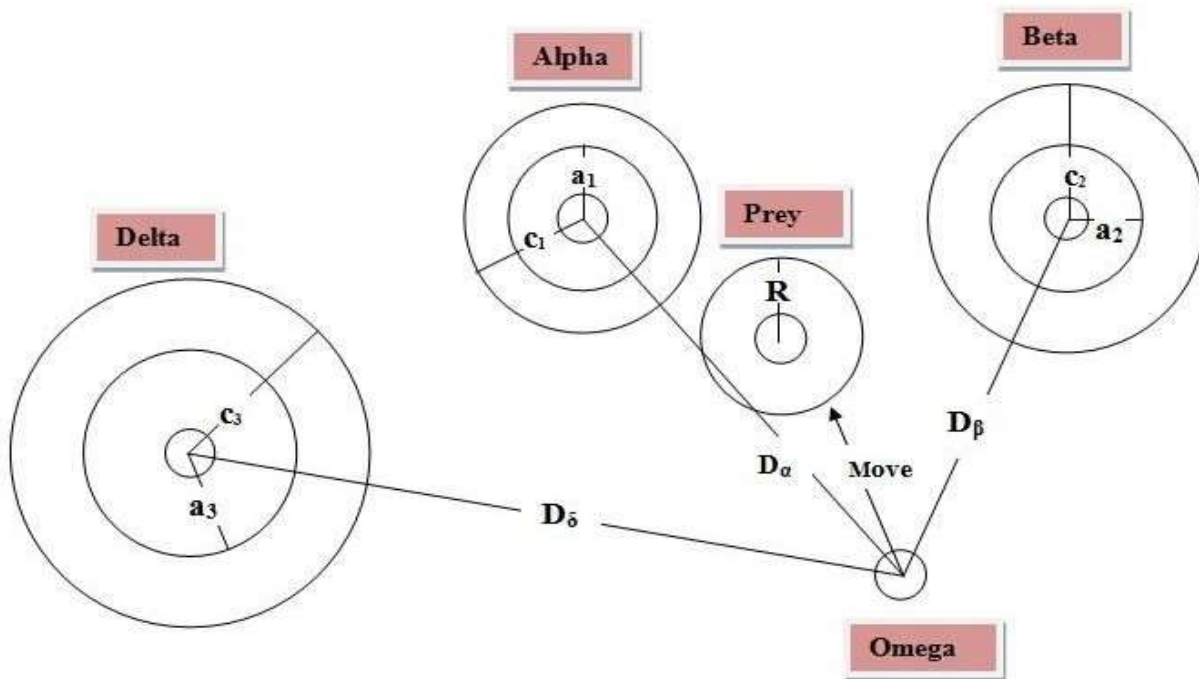 Beta
Alpha
a₁
c₂
Prey
Delta
c₁
a₂
R
c₃
Dβ
Dα
Move
a₃
Dδ
Omega